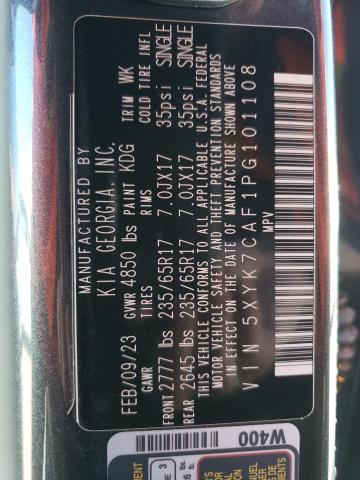 MANUFACTURED BY
KIA GEORGIA, INC.
FEB/09/23 GVWR 4850 lbs PAINT KDG TRIM WK
GAWR TIRES RIMS COLD TIRE INFL
FRONT 2777 lbs 235/65R17 7.0JX17 35psi SINGLE
REAR 2645 lbs 235/65R17 7.0JX17 35psi SINGLE
THIS VEHICLE CONFORMS TO ALL APPLICABLE U.S.A. FEDERAL
MOTOR VEHICLE SAFETY AND THEFT PREVENTION STANDARDS
IN EFFECT ON THE DATE OF MANUFACTURE SHOWN ABOVE
VIN 5XYK7CAF1PG101108
MPV
W400